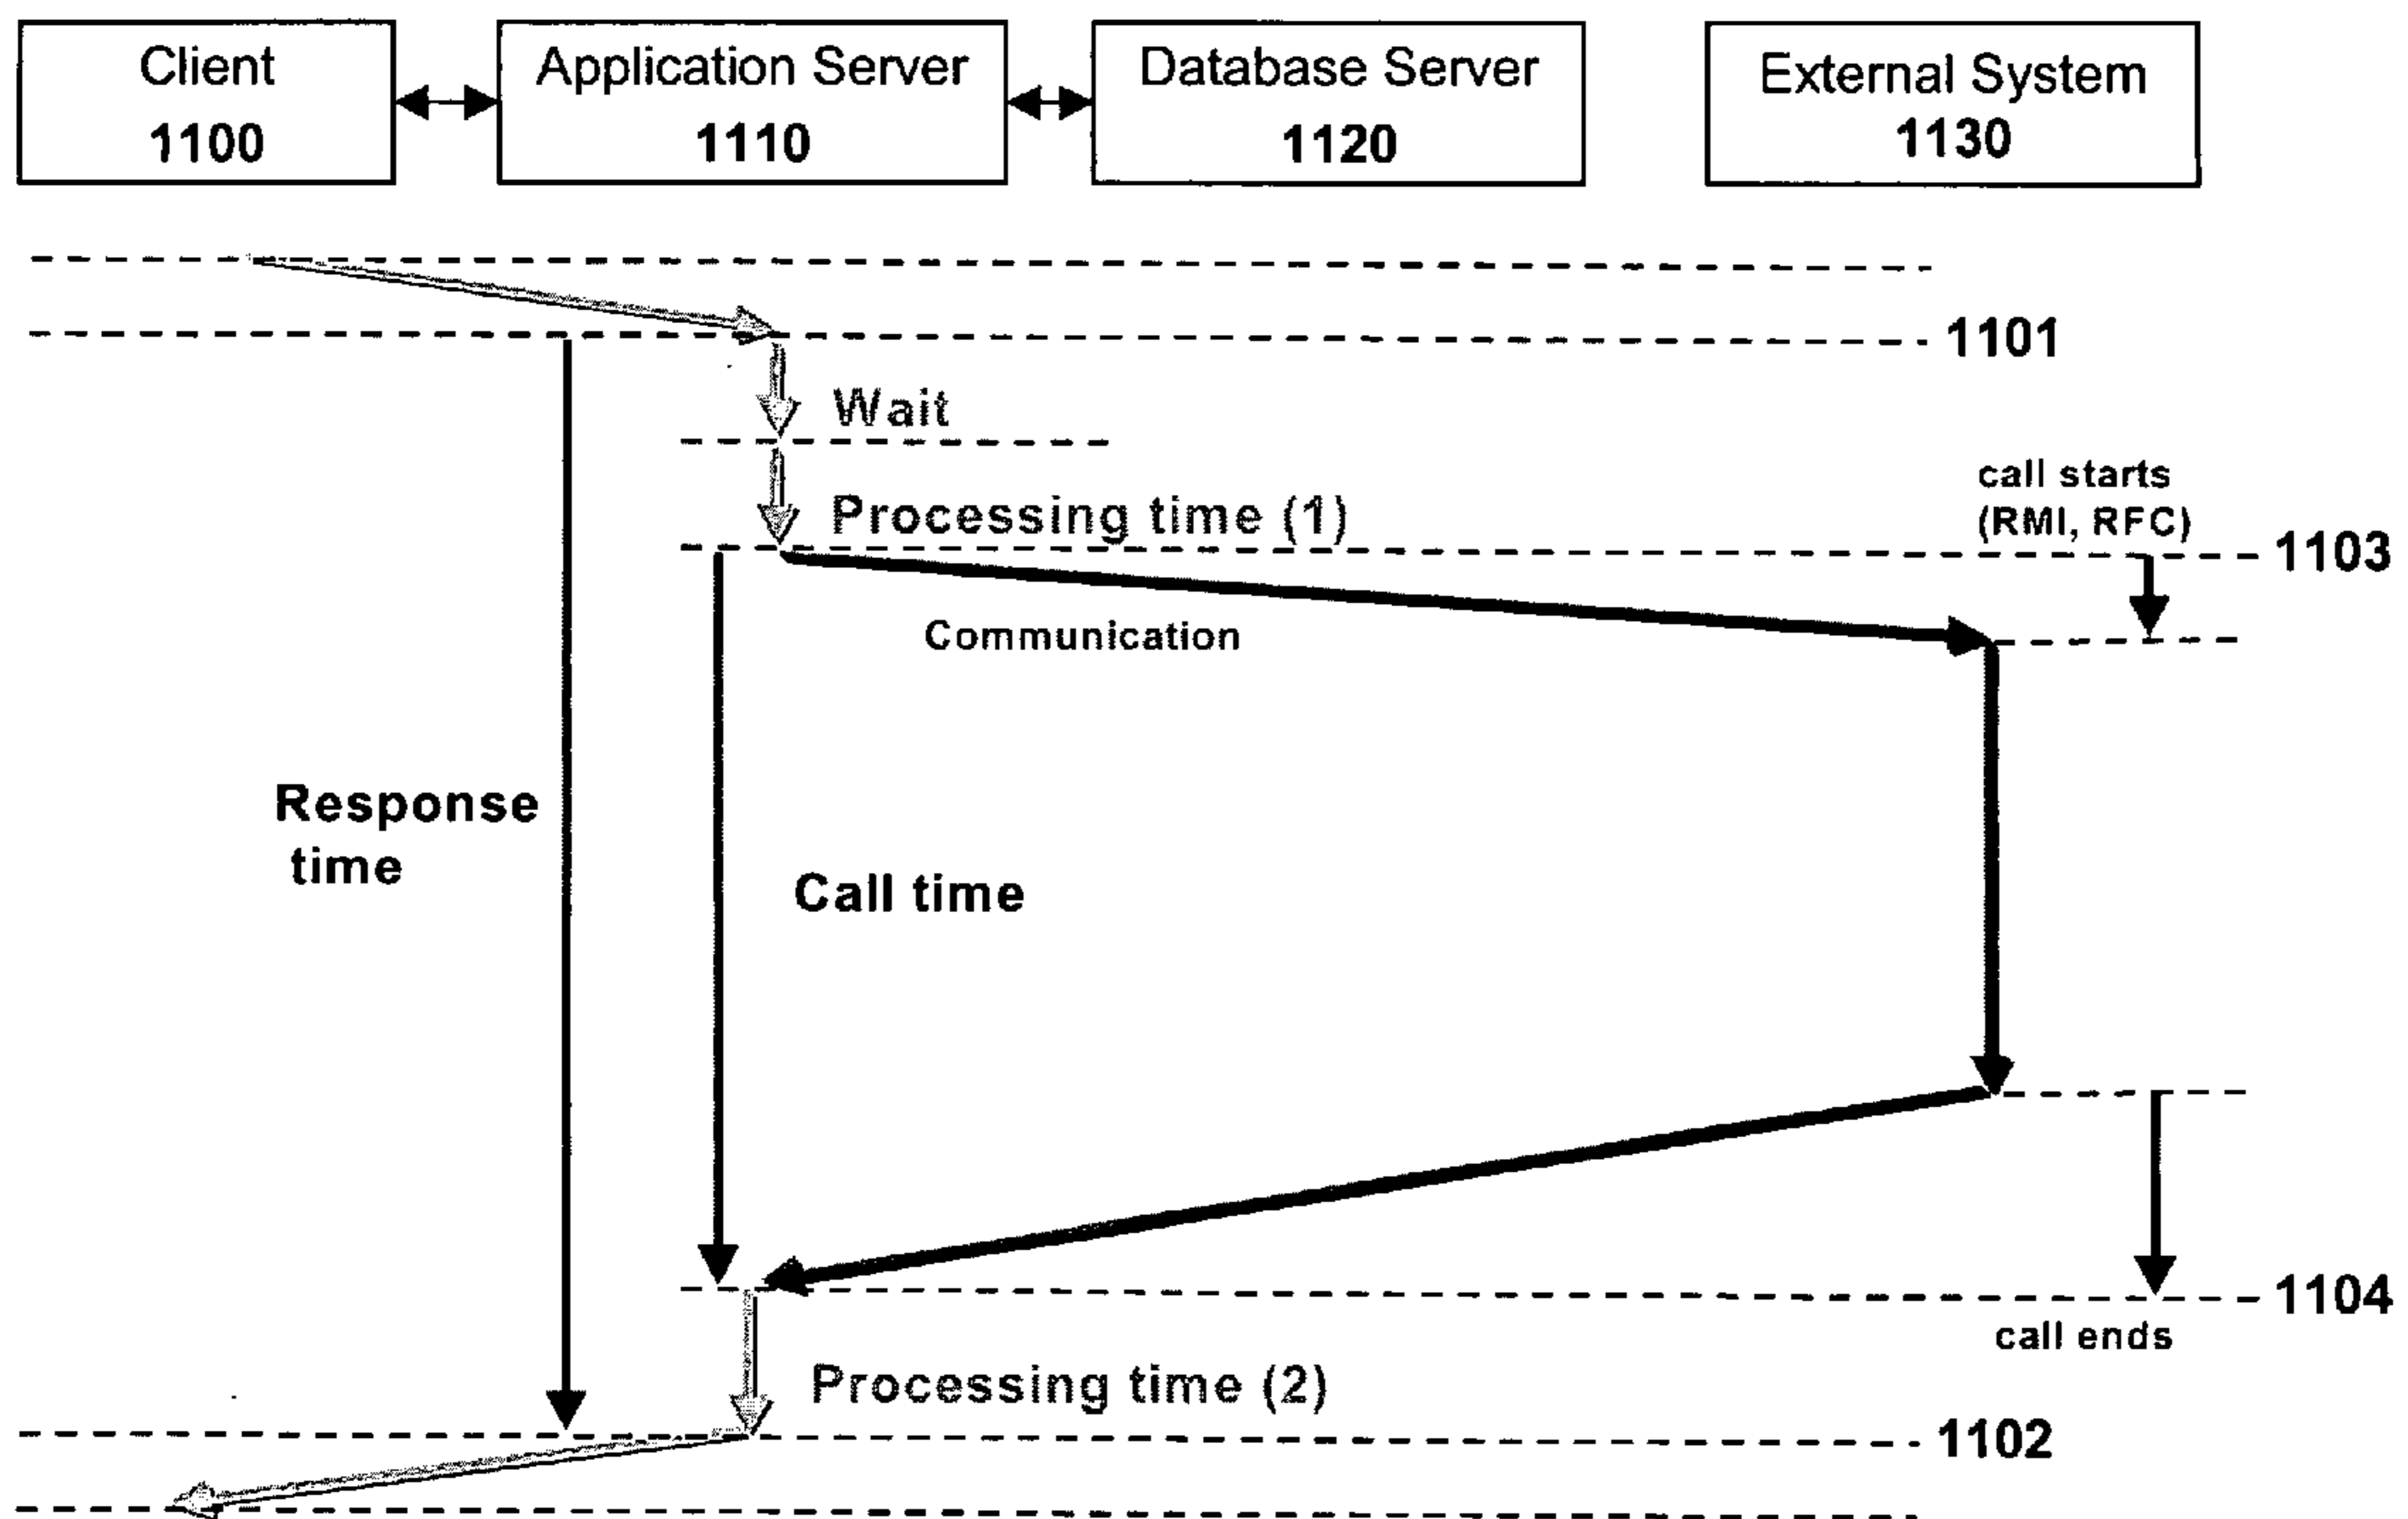 Client
1100
Application Server
1110
Database Server
1120
External System
1130
1101
Wait
call starts
(RMI, RFC)
Processing time (1)
1103
Communication
Response
time
Call time
1104
call ends
Processing time (2)
1102